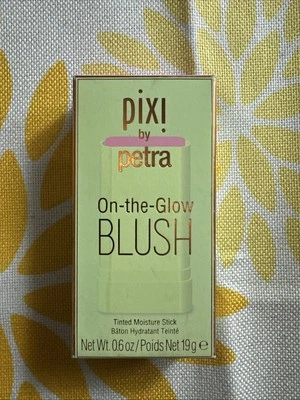 pixi
by
petra
On-the-Glow
BLUSH
Tinted Moisture Stick
Bâton Hydratant Teinté
Net Wt. 0.6 oz / Poids Net 19g ℮